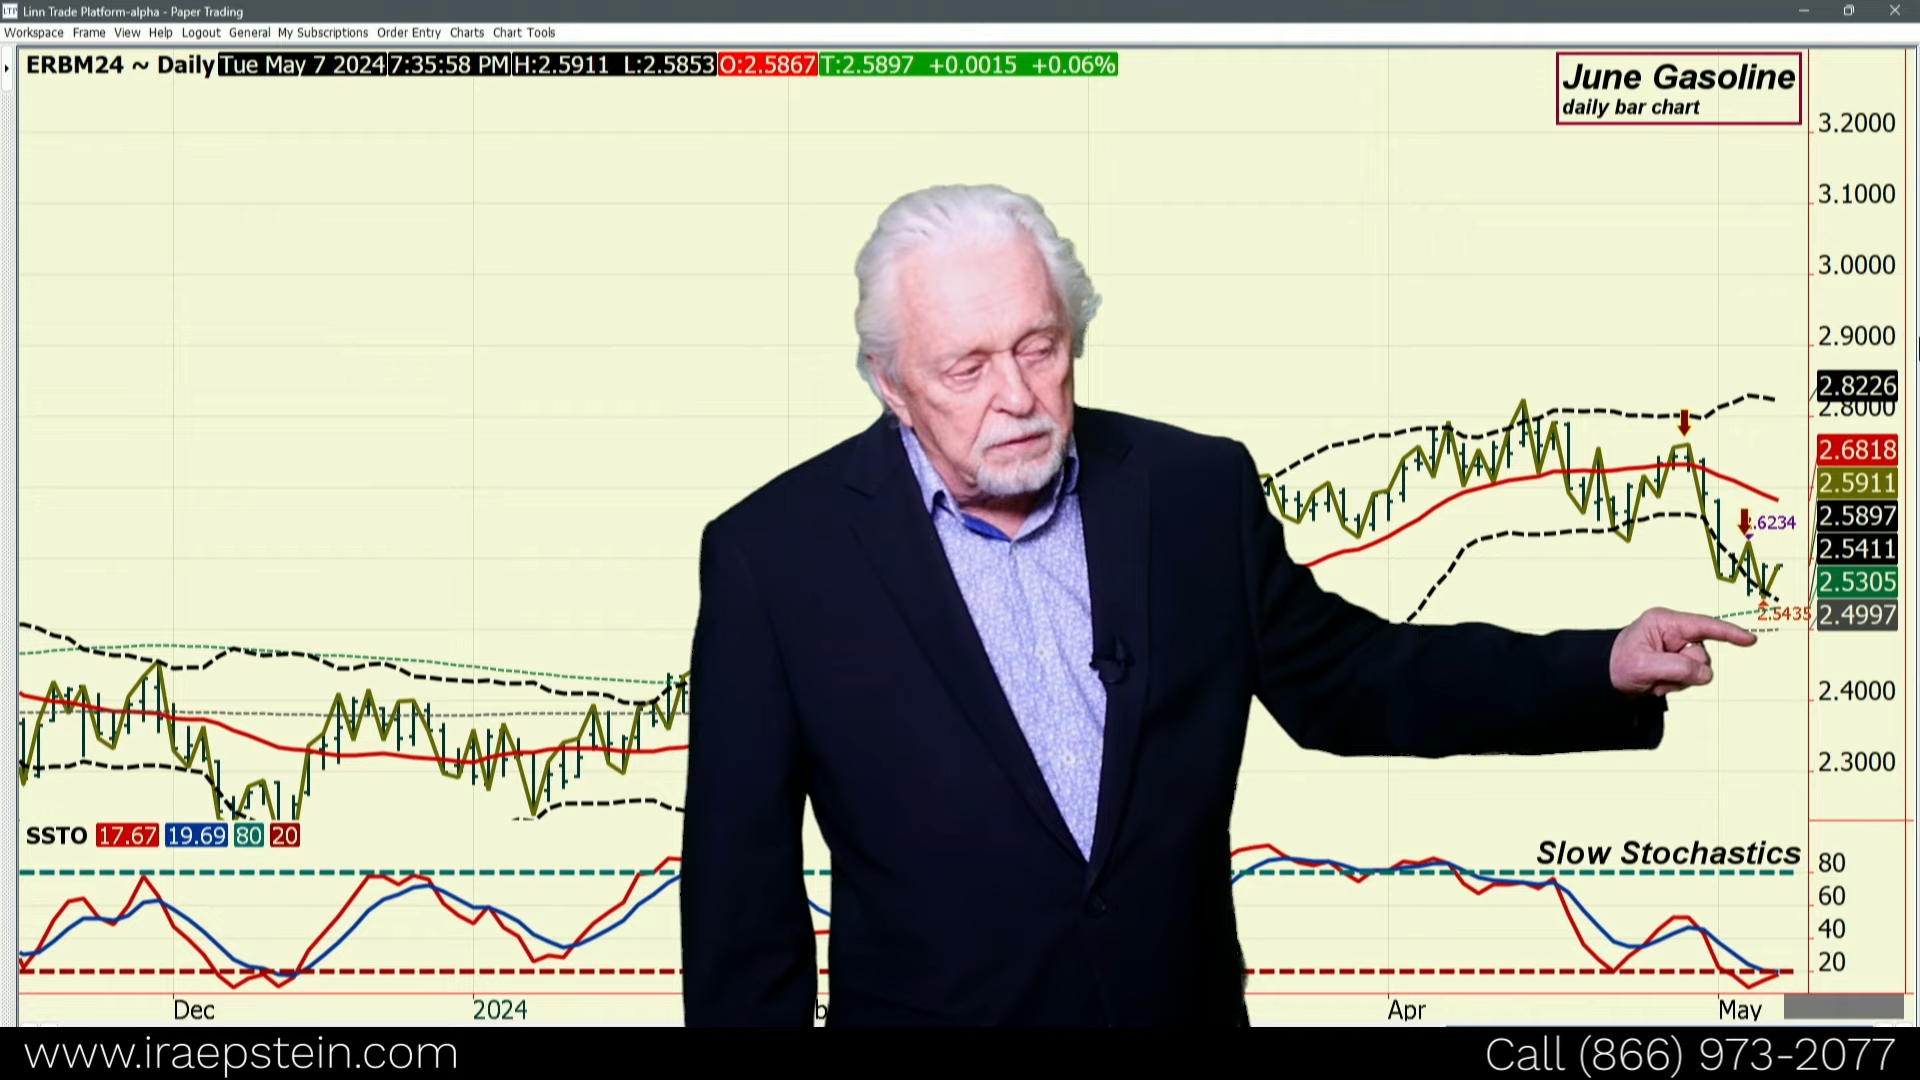 LTP Linn Trade Platform-alpha - Paper Trading
Workspace Frame View Help Logout General My Subscriptions Order Entry Charts Chart Tools
ERBM24 ~ Daily Tue May 7 2024 7:35:58 PM H:2.5911 L:2.5853 O:2.5867 T:2.5897 +0.0015 +0.06%
June Gasoline
daily bar chart
3.2000
3.1000
3.0000
2.9000
2.8226
2.8000
2.6818
2.5911
2.5897
.6234
2.5411
2.5305
2.5435
2.4997
2.4000
2.3000
SSTO 17.67 19.69 80 20
Slow Stochastics
80
60
40
20
Dec 2024 b Apr May
www.iraepstein.com
Call (866) 973-2077